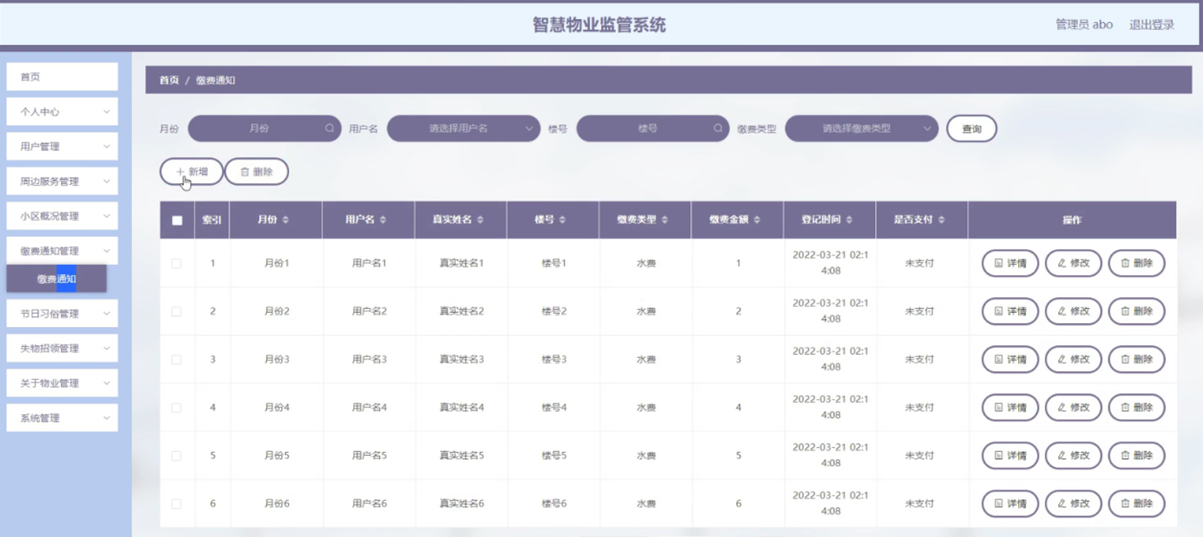 智慧物业监管系统
管理员 abo 退出登录
首页
个人中心
用户管理
周边服务管理
小区概况管理
缴费通知管理
缴费通知
节日习俗管理
失物招领管理
关于物业管理
系统管理
首页 / 缴费通知
月份 月份 用户名 请选择用户名 楼号 楼号 缴费类型 请选择缴费类型 查询
新增 删除
索引 月份 用户名 真实姓名 楼号 缴费类型 缴费金额 登记时间 是否支付 操作
1 月份1 用户名1 真实姓名1 楼号1 水费 1 2022-03-21 02:1 未支付 详情 修改 删除
4:08
2 月份2 用户名2 真实姓名2 楼号2 水费 2 2022-03-21 02:1 未支付 详情 修改 删除
4:08
3 月份3 用户名3 真实姓名3 楼号3 水费 3 2022-03-21 02:1 未支付 详情 修改 删除
4:08
4 月份4 用户名4 真实姓名4 楼号4 水费 4 2022-03-21 02:1 未支付 详情 修改 删除
4:08
5 月份5 用户名5 真实姓名5 楼号5 水费 5 2022-03-21 02:1 未支付 详情 修改 删除
4:08
6 月份6 用户名6 真实姓名6 楼号6 水费 6 2022-03-21 02:1 未支付 详情 修改 删除
4:08